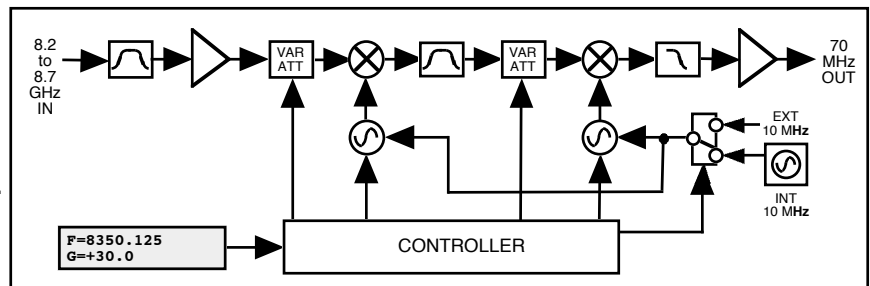 8.2
to
8.7
GHz
IN
VAR
ATT
VAR
ATT
70
MHz
OUT
EXT
10 MHz
INT
10 MHz
F=8350.125
G=+30.0
CONTROLLER